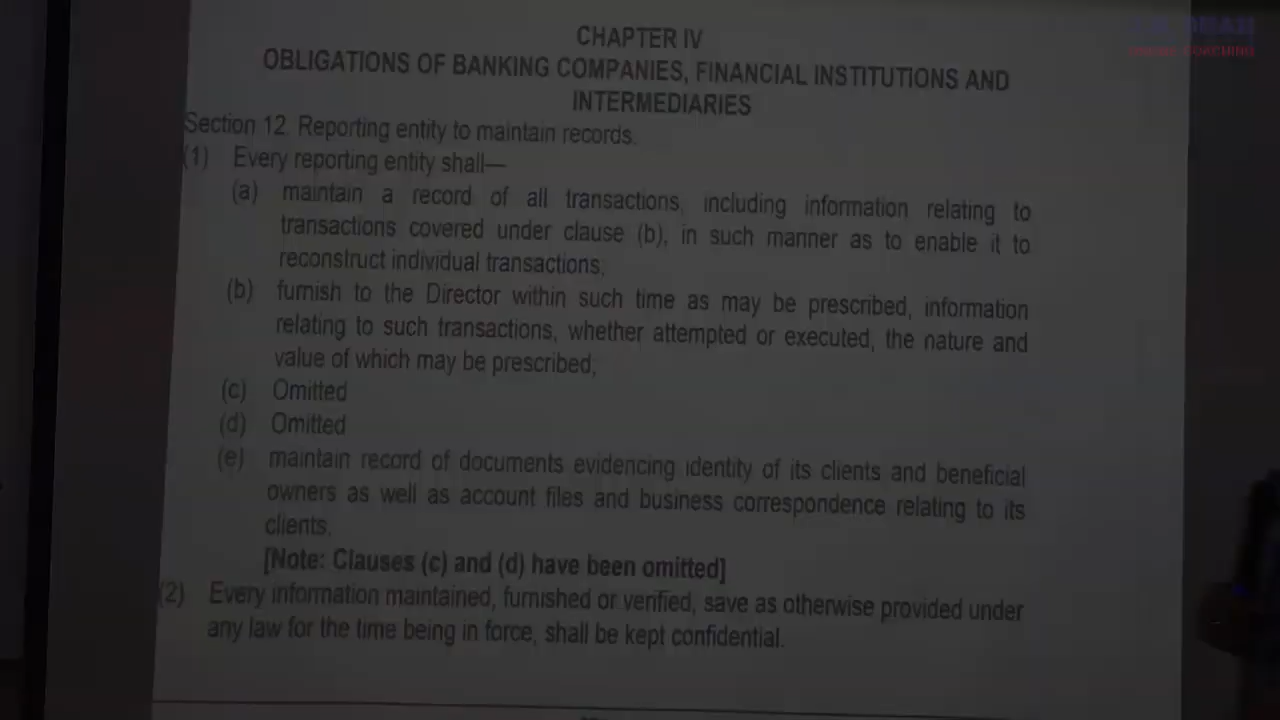 CHAPTER IV
OBLIGATIONS OF BANKING COMPANIES, FINANCIAL INSTITUTIONS AND
INTERMEDIARIES
Section 12. Reporting entity to maintain records.
(1) Every reporting entity shall—
(a) maintain a record of all transactions, including information relating to
transactions covered under clause (b), in such manner as to enable it to
reconstruct individual transactions;
(b) furnish to the Director within such time as may be prescribed, information
relating to such transactions, whether attempted or executed, the nature and
value of which may be prescribed;
(c) Omitted
(d) Omitted
(e) maintain record of documents evidencing identity of its clients and beneficial
owners as well as account files and business correspondence relating to its
clients.
[Note: Clauses (c) and (d) have been omitted]
(2) Every information maintained, furnished or verified, save as otherwise provided under
any law for the time being in force, shall be kept confidential.
COACHING